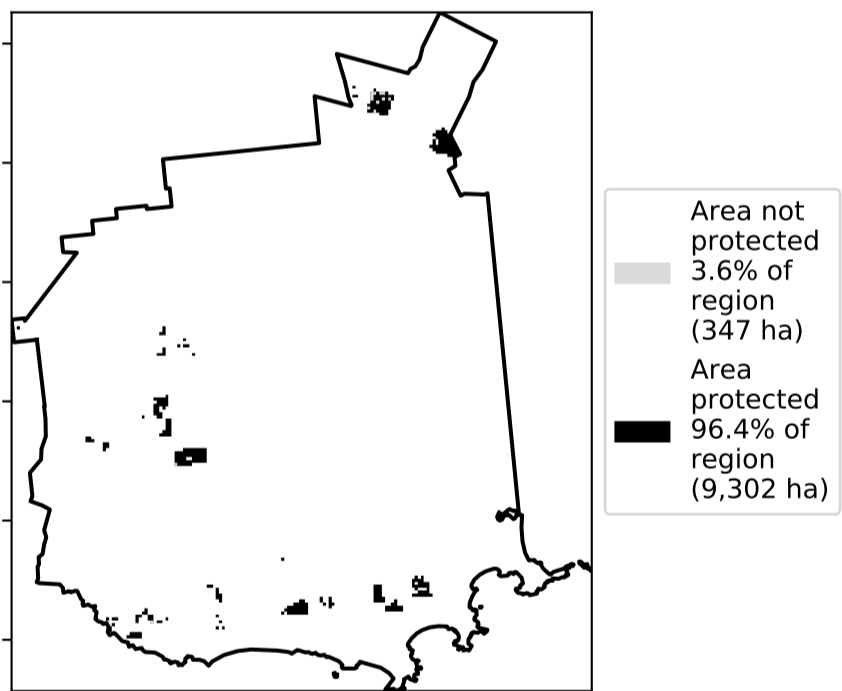 Area not
protected
3.6% of
region
(347 ha)
Area
protected
96.4% of
region
(9,302 ha)